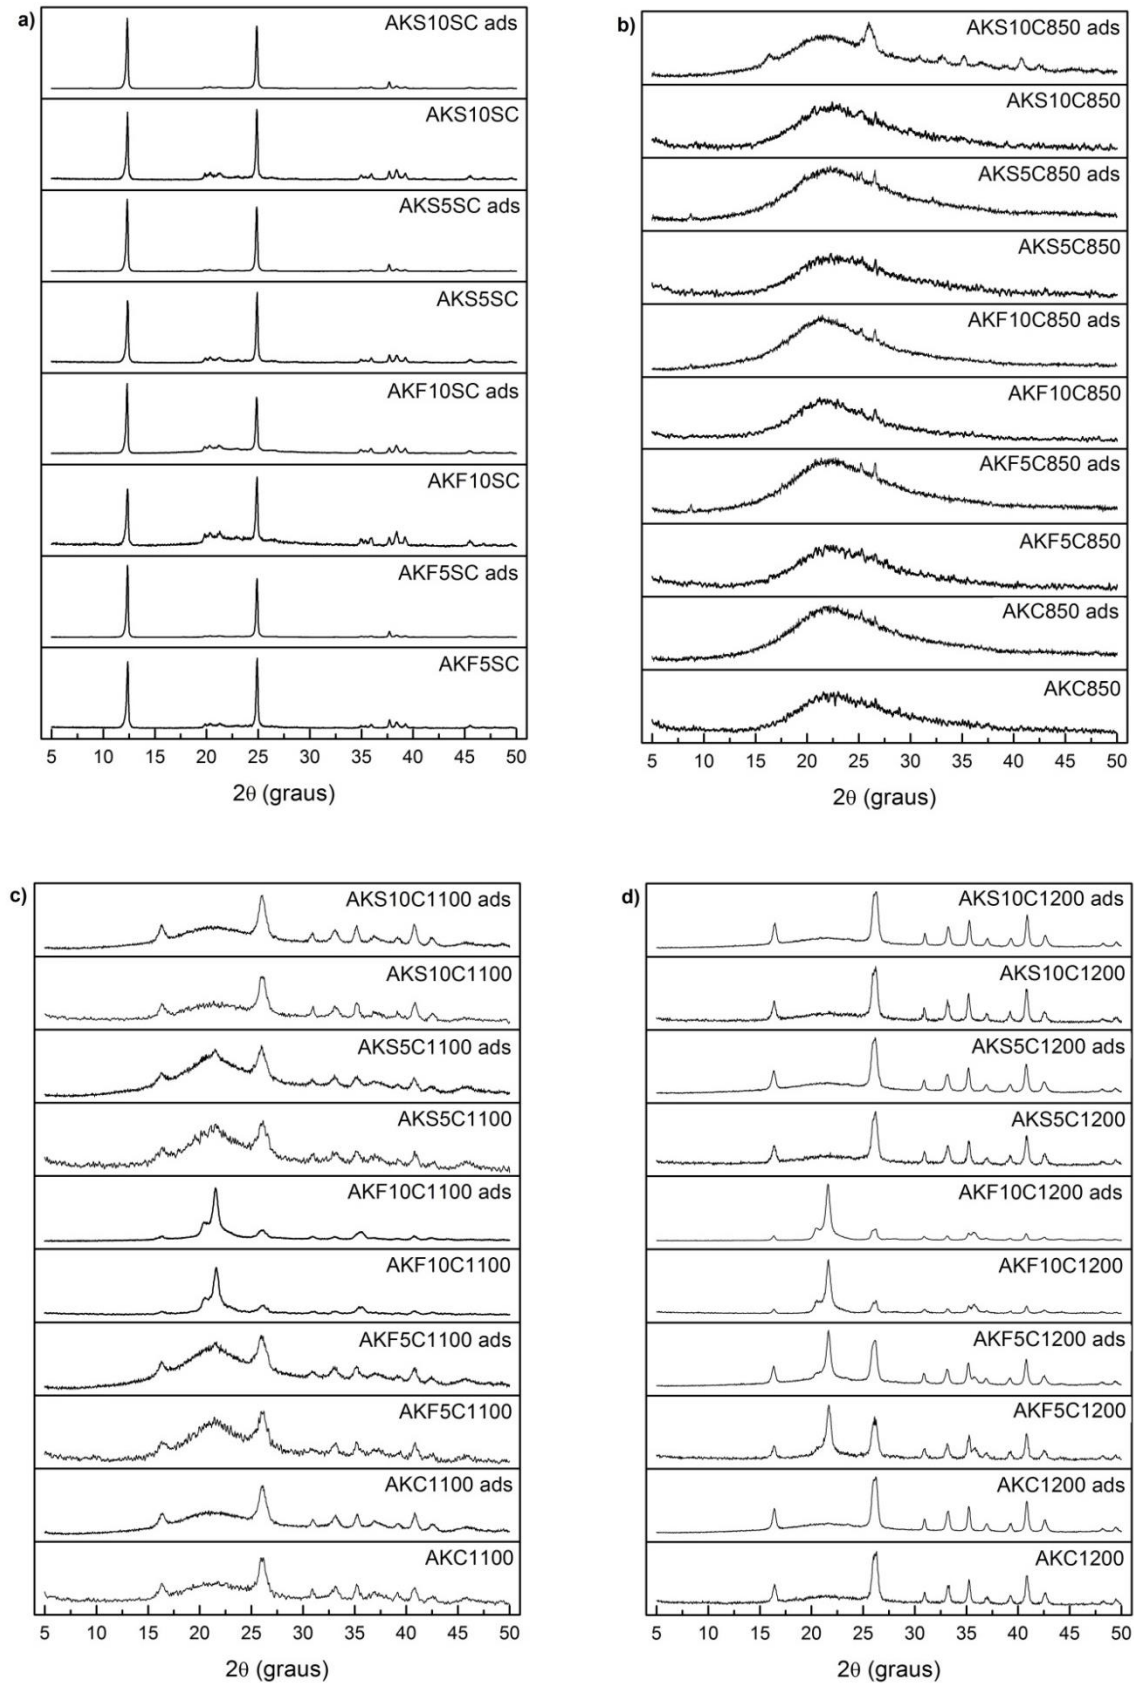 a)
AKS10SC ads
AKS10SC
AKS5SC ads
AKS5SC
AKF10SC ads
AKF10SC
AKF5SC ads
AKF5SC
5 10 15 20 25 30 35 40 45 50
2θ (graus)
b)
AKS10C850 ads
AKS10C850
AKS5C850 ads
AKS5C850
AKF10C850 ads
AKF10C850
AKF5C850 ads
AKF5C850
AKC850 ads
AKC850
5 10 15 20 25 30 35 40 45 50
2θ (graus)
c)
AKS10C1100 ads
AKS10C1100
AKS5C1100 ads
AKS5C1100
AKF10C1100 ads
AKF10C1100
AKF5C1100 ads
AKF5C1100
AKC1100 ads
AKC1100
5 10 15 20 25 30 35 40 45 50
2θ (graus)
d)
AKS10C1200 ads
AKS10C1200
AKS5C1200 ads
AKS5C1200
AKF10C1200 ads
AKF10C1200
AKF5C1200 ads
AKF5C1200
AKC1200 ads
AKC1200
5 10 15 20 25 30 35 40 45 50
2θ (graus)